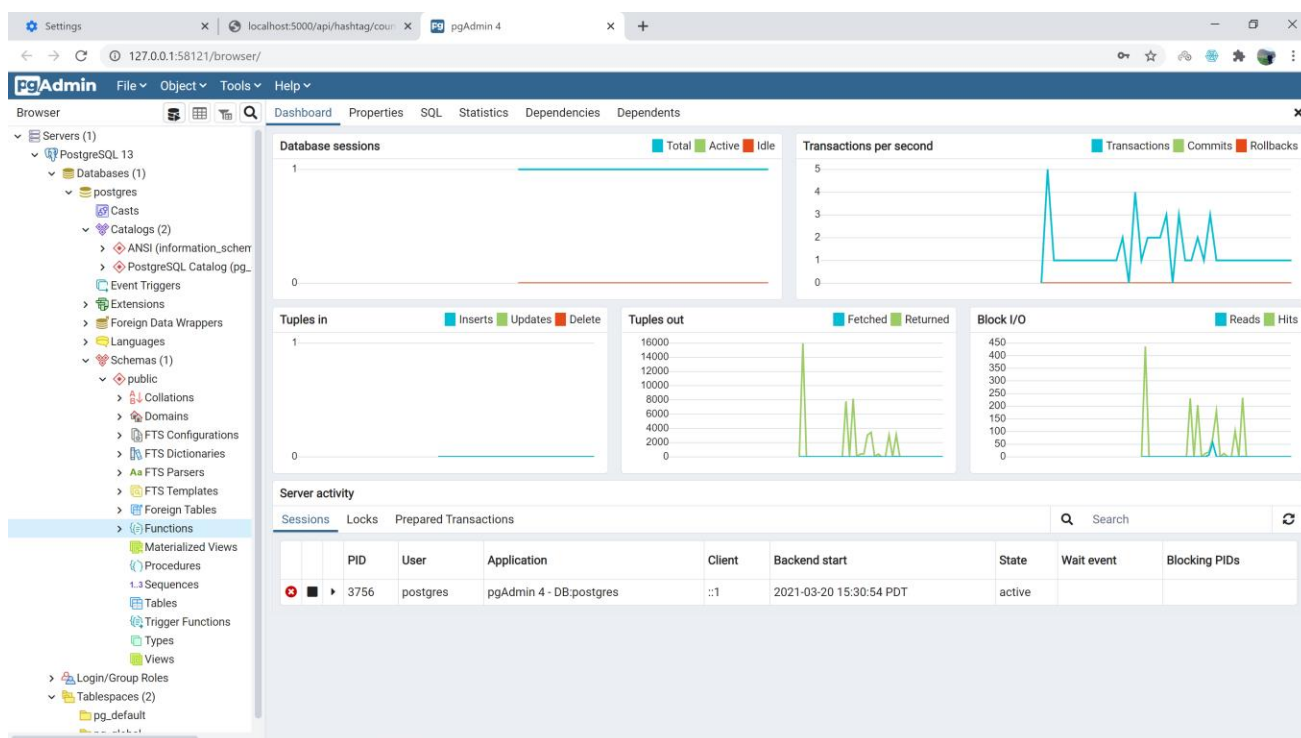 Settings
localhost:5000/api/hashtag/cour
pgAdmin 4
127.0.0.1:58121/browser/
pgAdmin File Object Tools Help
Browser
Servers (1)
PostgreSQL 13
Databases (1)
postgres
Casts
Catalogs (2)
ANSI (information_schem
PostgreSQL Catalog (pg_
Event Triggers
Extensions
Foreign Data Wrappers
Languages
Schemas (1)
public
Collations
Domains
FTS Configurations
FTS Dictionaries
Aa FTS Parsers
FTS Templates
Foreign Tables
Functions
Materialized Views
Procedures
1..3 Sequences
Tables
Trigger Functions
Types
Views
Login/Group Roles
Tablespaces (2)
pg_default
Dashboard Properties SQL Statistics Dependencies Dependents
Database sessions Total Active Idle
1
0
Transactions per second Transactions Commits Rollbacks
5
4
3
2
1
0
Tuples in Inserts Updates Delete
1
0
Tuples out Fetched Returned
16000
14000
12000
10000
8000
6000
4000
2000
0
Block I/O Reads Hits
450
400
350
300
250
200
150
100
50
0
Server activity
Sessions Locks Prepared Transactions Search
PID User Application Client Backend start State Wait event Blocking PIDs
3756 postgres pgAdmin 4 - DB:postgres ::1 2021-03-20 15:30:54 PDT active